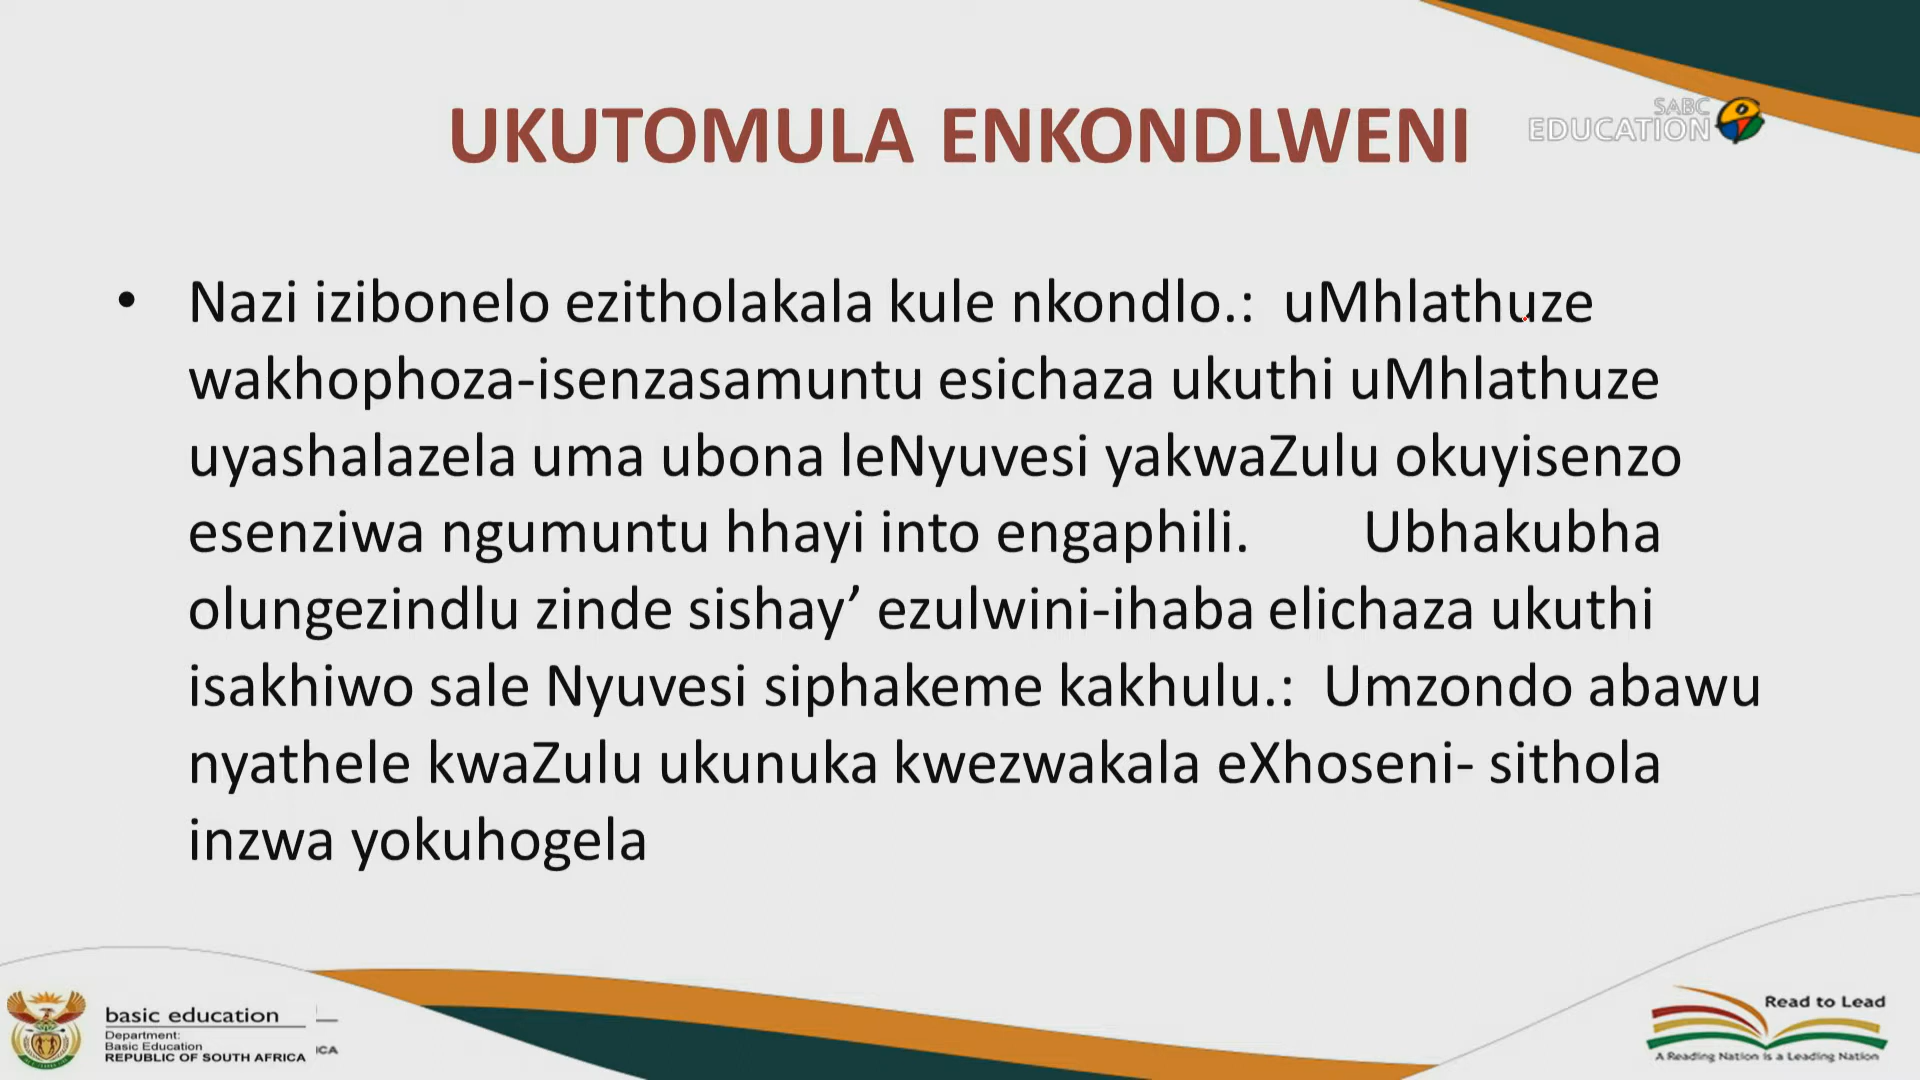 UKUTOMULA ENKONDLWENI
SABC
EDUCATION
• Nazi izibonelo ezitholakala kule nkondlo.: uMhlathuze
wakhophoza-isenzasamuntu esichaza ukuthi uMhlathuze
uyashalazela uma ubona leNyuvesi yakwaZulu okuyisenzo
esenziwa ngumuntu hhayi into engaphili. Ubhakubha
olungezindlu zinde sishay’ ezulwini-ihaba elichaza ukuthi
isakhiwo sale Nyuvesi siphakeme kakhulu.: Umzondo abawu
nyathele kwaZulu ukunuka kwezwakala eXhoseni- sithola
inzwa yokuhogela
basic education
Department:
Basic Education
REPUBLIC OF SOUTH AFRICA
ICA
Read to Lead
A Reading Nation is a Leading Nation